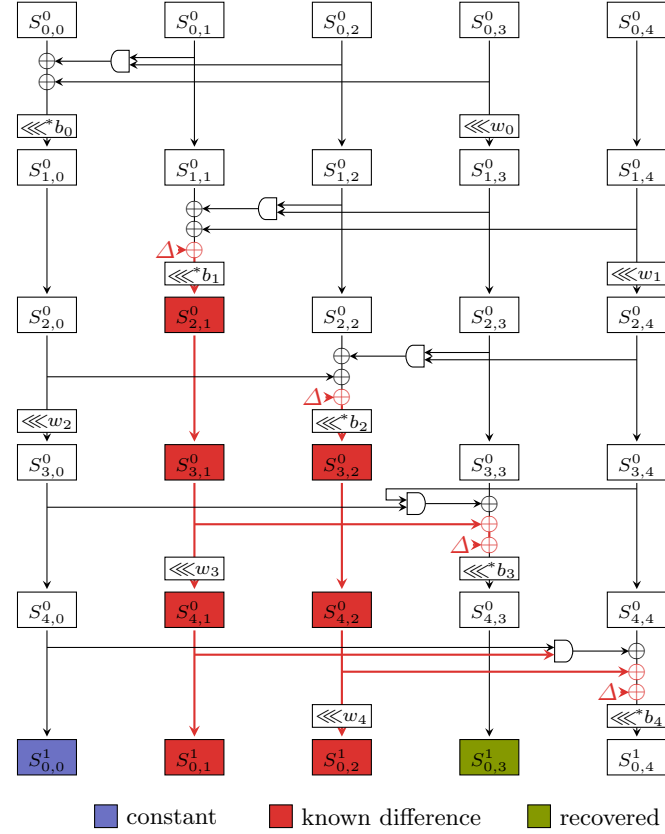 S^0_{0,0} S^0_{0,1} S^0_{0,2} S^0_{0,3} S^0_{0,4}
⋘*b_0 ⋘w_0
S^0_{1,0} S^0_{1,1} S^0_{1,2} S^0_{1,3} S^0_{1,4}
Δ
⋘*b_1 ⋘w_1
S^0_{2,0} S^0_{2,1} S^0_{2,2} S^0_{2,3} S^0_{2,4}
Δ
⋘w_2 ⋘*b_2
S^0_{3,0} S^0_{3,1} S^0_{3,2} S^0_{3,3} S^0_{3,4}
Δ
⋘w_3 ⋘*b_3
S^0_{4,0} S^0_{4,1} S^0_{4,2} S^0_{4,3} S^0_{4,4}
Δ
⋘w_4 ⋘*b_4
S^1_{0,0} S^1_{0,1} S^1_{0,2} S^1_{0,3} S^1_{0,4}
constant known difference recovered